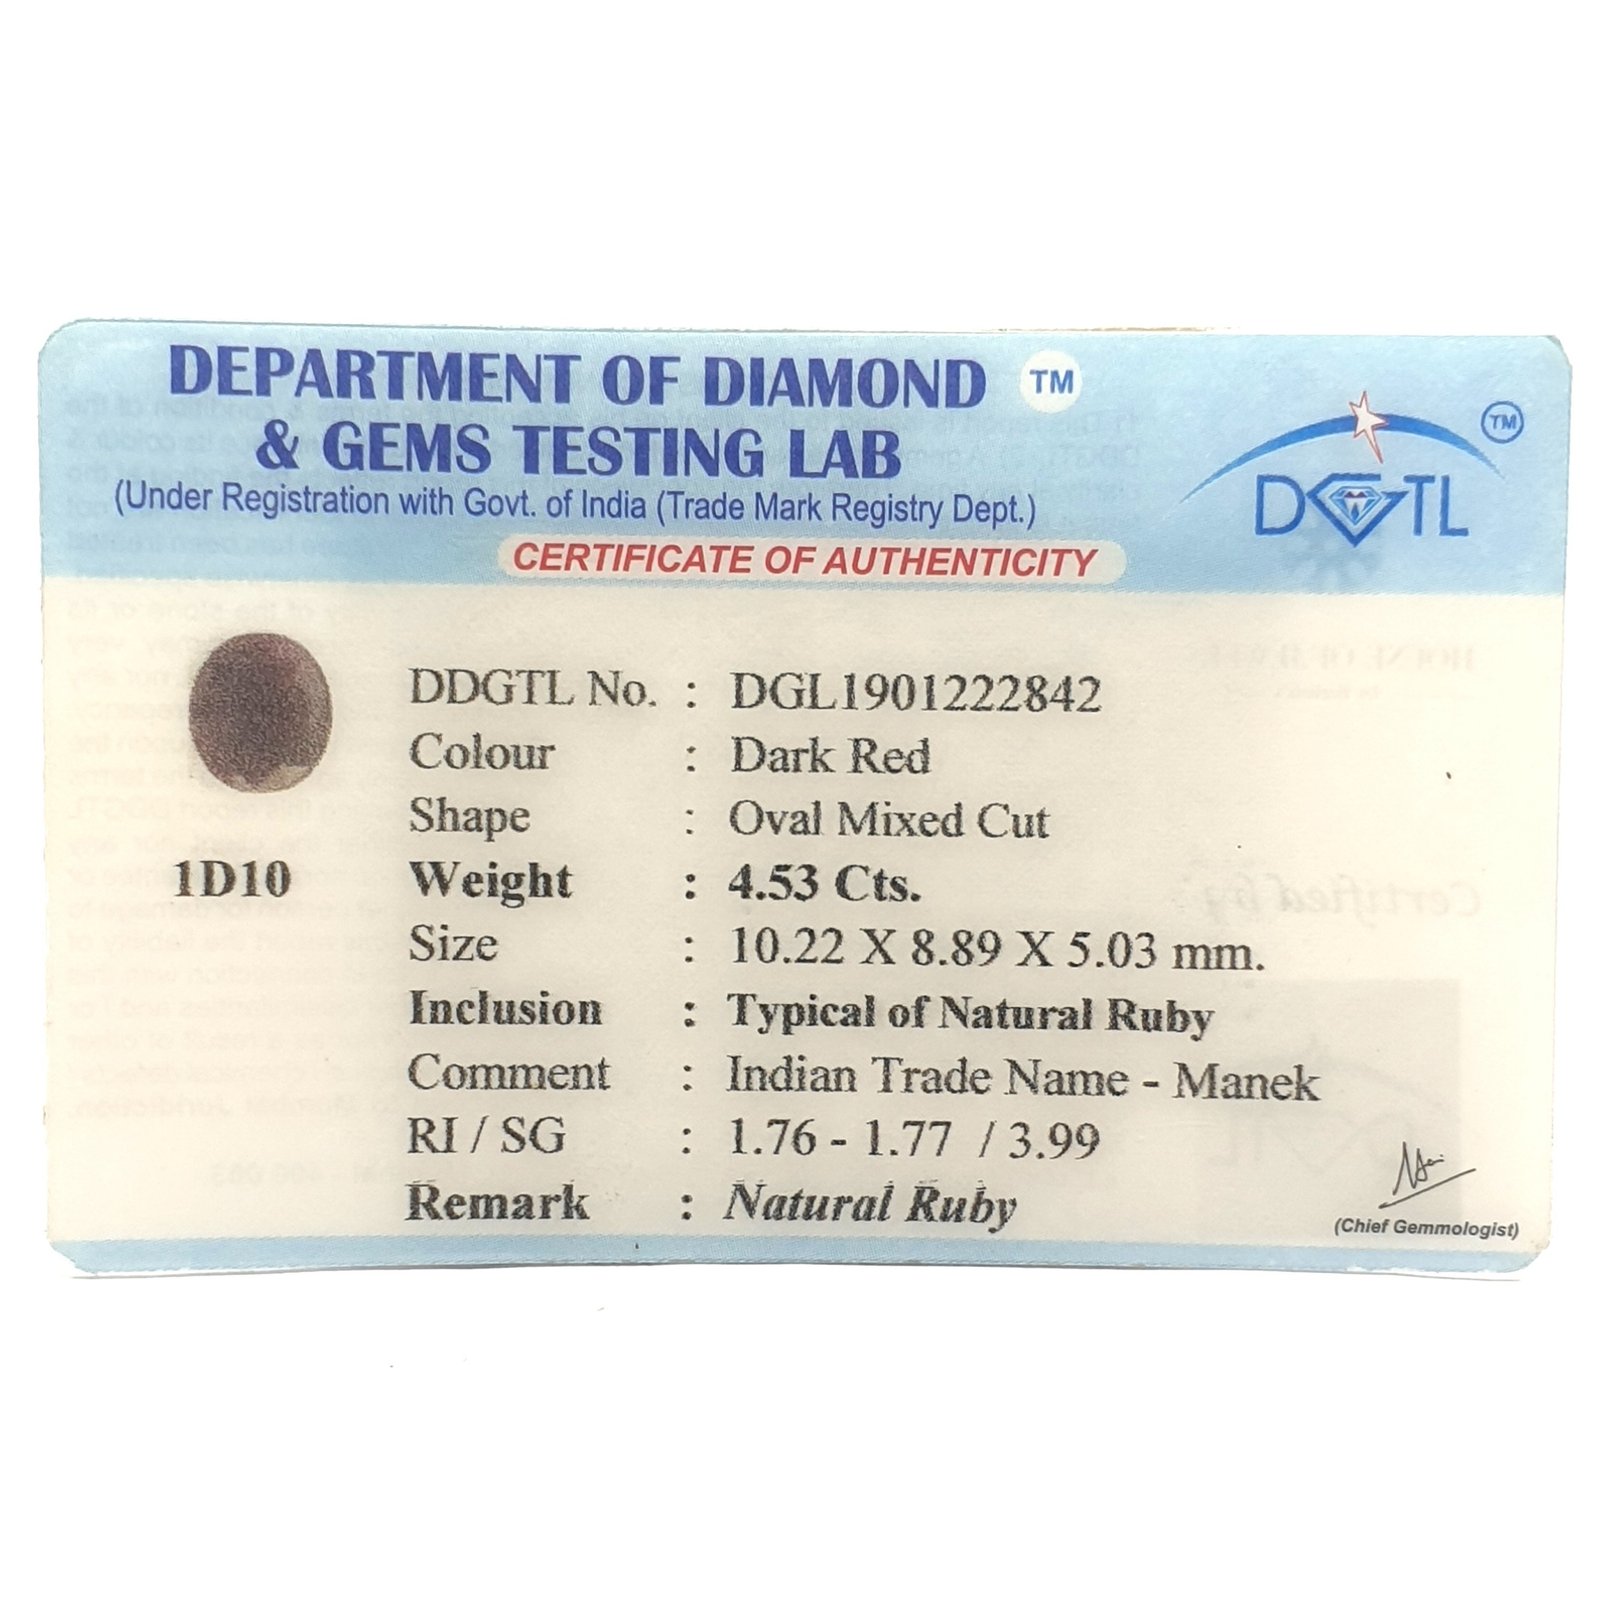 DEPARTMENT OF DIAMOND TM
& GEMS TESTING LAB
(Under Registration with Govt. of India (Trade Mark Registry Dept.)
CERTIFICATE OF AUTHENTICITY
TM
DGTL
DDGTL No. : DGL1901222842
Colour : Dark Red
Shape : Oval Mixed Cut
1D10
Weight : 4.53 Cts.
Size : 10.22 X 8.89 X 5.03 mm.
Inclusion : Typical of Natural Ruby
Comment : Indian Trade Name - Manek
RI / SG : 1.76 - 1.77 / 3.99
Remark : Natural Ruby
(Chief Gemmologist)